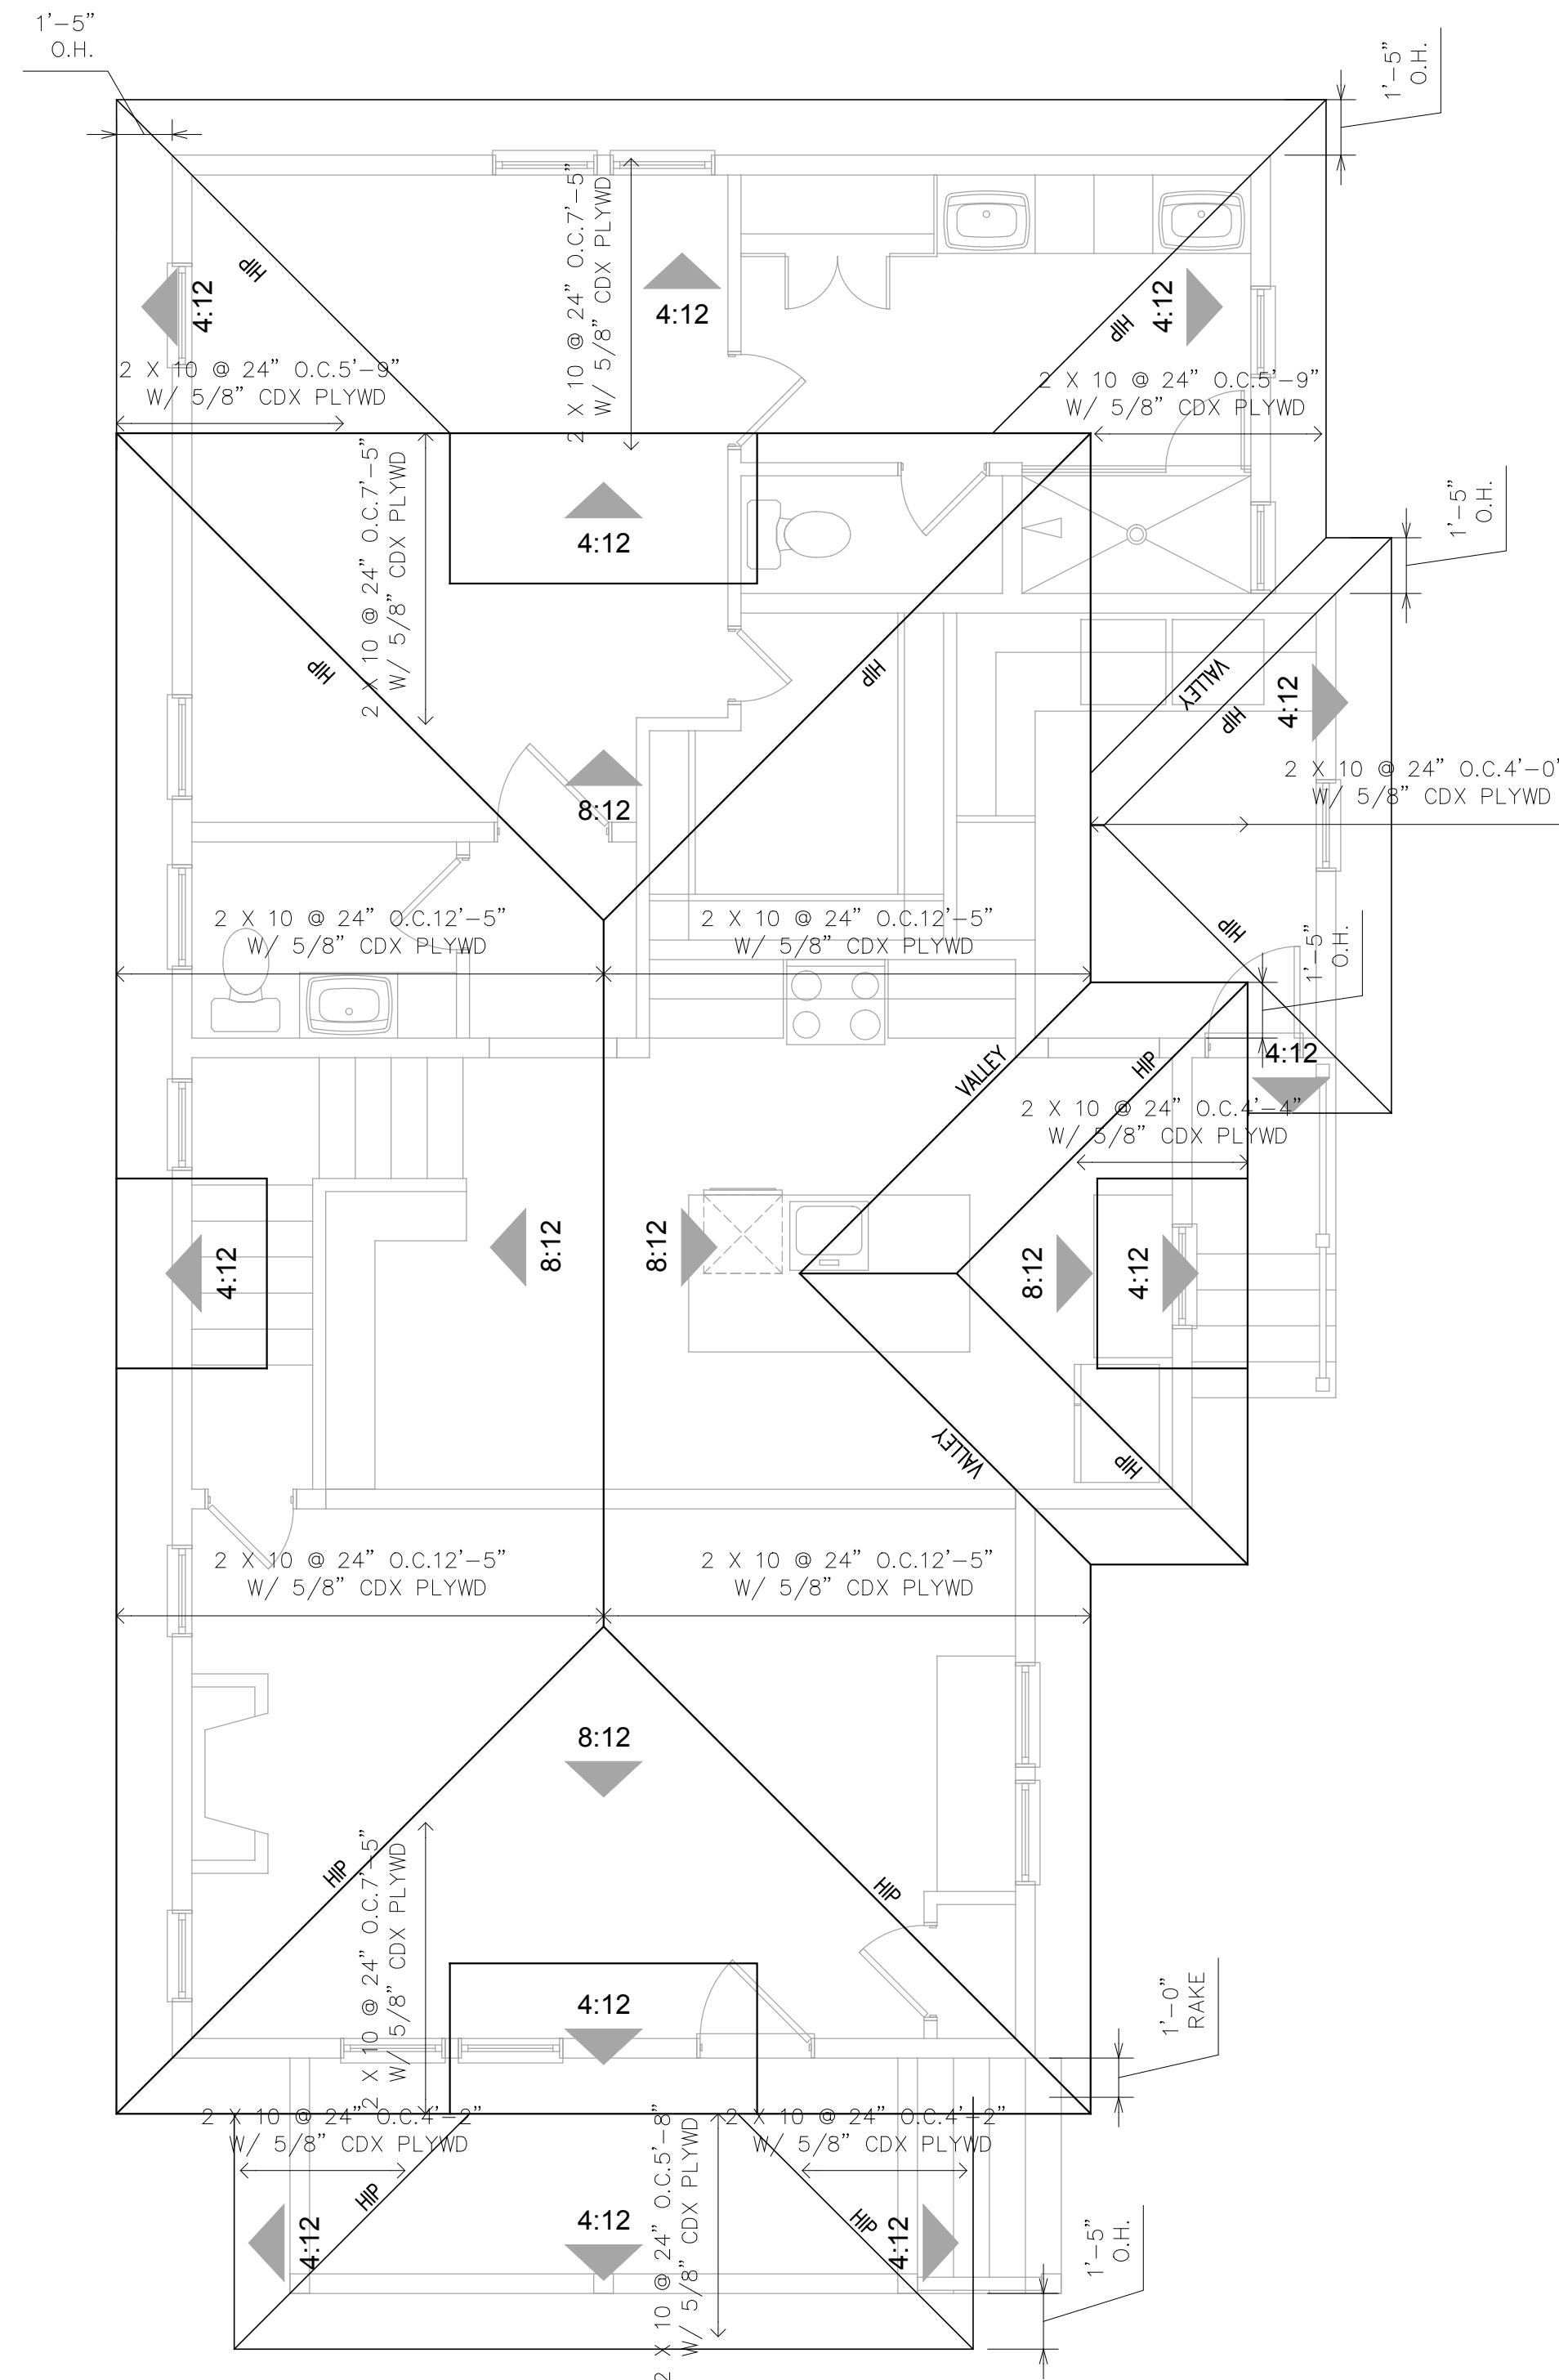 1'-5"
O.H.
1'-5"
O.H.
HIP
4:12
2 X 10 @ 24" O.C.7'-5"
W/ 5/8" CDX PLYWD
4:12
4:12
HIP
2 X 10 @ 24" O.C.5'-9"
W/ 5/8" CDX PLYWD
2 X 10 @ 24" O.C.5'-9"
W/ 5/8" CDX PLYWD
2 X 10 @ 24" O.C.7'-5"
W/ 5/8" CDX PLYWD
4:12
1'-5"
O.H.
HIP
HIP
VALLEY
HIP
4:12
8:12
2 X 10 @ 24" O.C.4'-0"
W/ 5/8" CDX PLYWD
2 X 10 @ 24" O.C.12'-5"
W/ 5/8" CDX PLYWD
2 X 10 @ 24" O.C.12'-5"
W/ 5/8" CDX PLYWD
HIP
1'-5"
O.H.
VALLEY
HIP
4:12
2 X 10 @ 24" O.C.4'-4"
W/ 5/8" CDX PLYWD
4:12
8:12
8:12
8:12
4:12
VALLEY
HIP
2 X 10 @ 24" O.C.12'-5"
W/ 5/8" CDX PLYWD
2 X 10 @ 24" O.C.12'-5"
W/ 5/8" CDX PLYWD
8:12
HIP
HIP
2 X 10 @ 24" O.C.7'-5"
W/ 5/8" CDX PLYWD
4:12
1'-0"
RAKE
2 X 10 @ 24" O.C.4'-2"
W/ 5/8" CDX PLYWD
2 X 10 @ 24" O.C.5'-8"
W/ 5/8" CDX PLYWD
2 X 10 @ 24" O.C.4'-2"
W/ 5/8" CDX PLYWD
HIP
4:12
4:12
HIP
4:12
1'-5"
O.H.